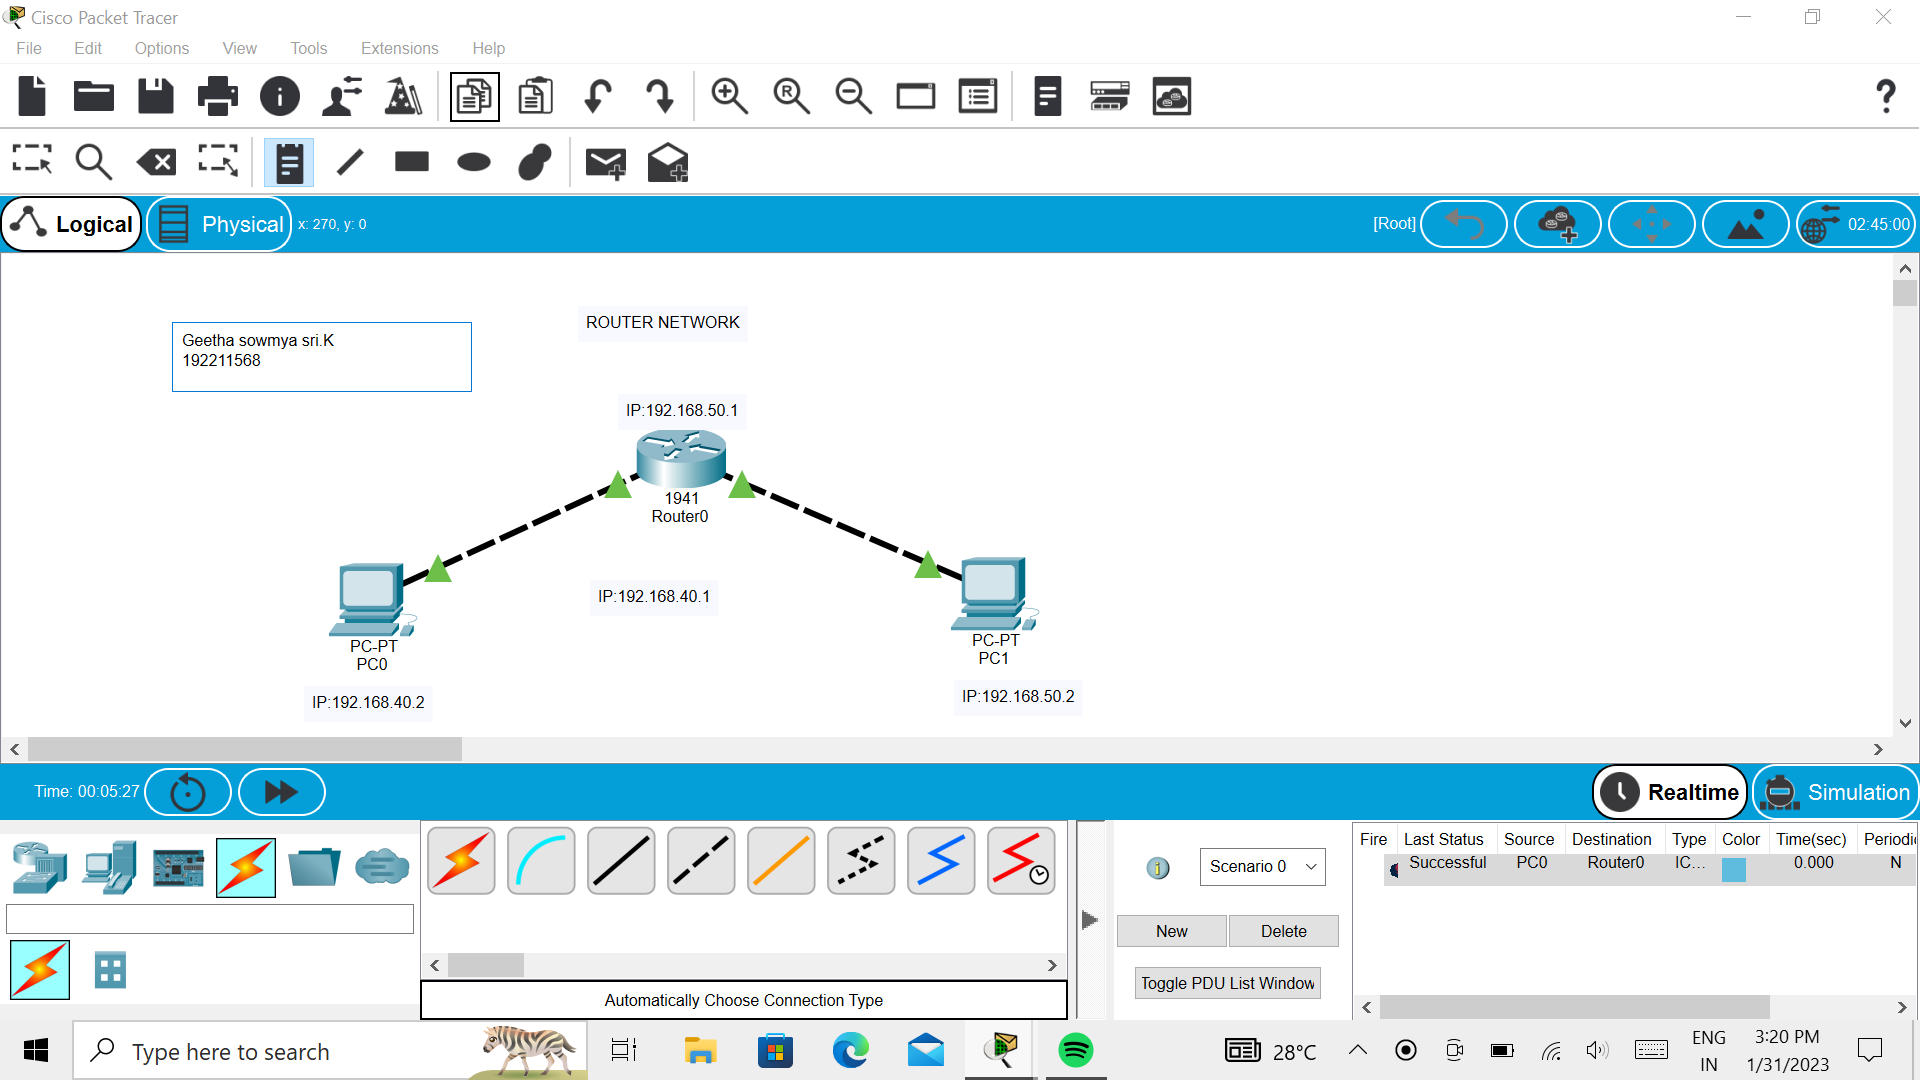 Cisco Packet Tracer
File Edit Options View Tools Extensions Help
Logical Physical x: 270, y: 0 [Root] 02:45:00
ROUTER NETWORK
Geetha sowmya sri.K
192211568
IP:192.168.50.1
1941
Router0
IP:192.168.40.1
PC-PT
PC0
IP:192.168.40.2
PC-PT
PC1
IP:192.168.50.2
Time: 00:05:27 Realtime Simulation
Scenario 0
New Delete
Toggle PDU List Window
Fire Last Status Source Destination Type Color Time(sec) Periodi
Successful PC0 Router0 IC... 0.000 N
Automatically Choose Connection Type
Type here to search
28°C
ENG
IN
3:20 PM
1/31/2023